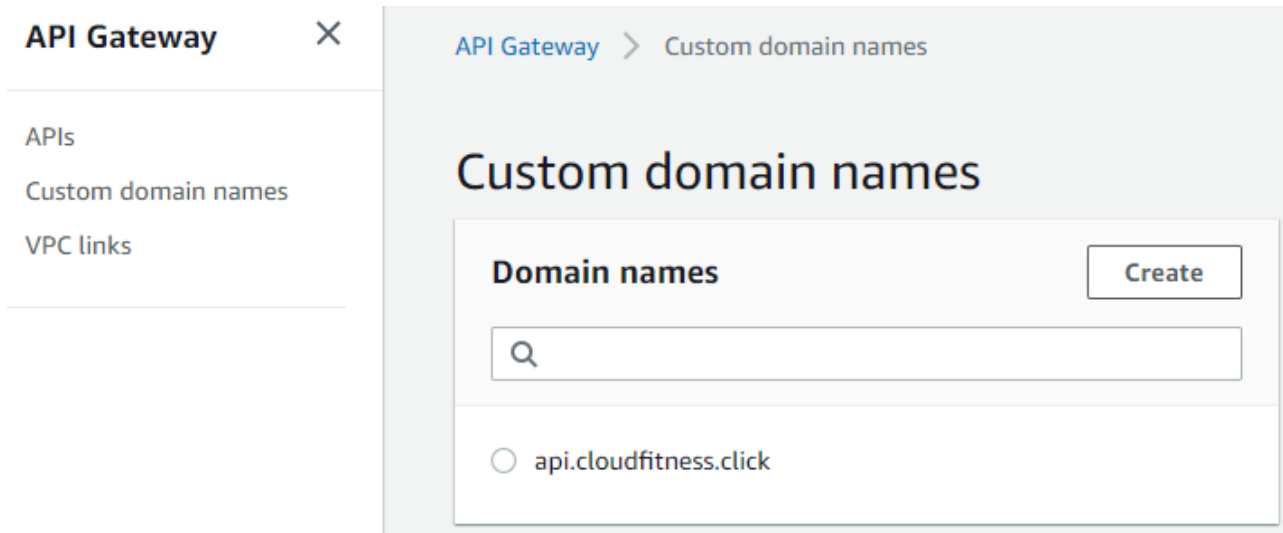 API Gateway
APIs
Custom domain names
VPC links
API Gateway > Custom domain names
Custom domain names
Domain names
Create
api.cloudfitness.click